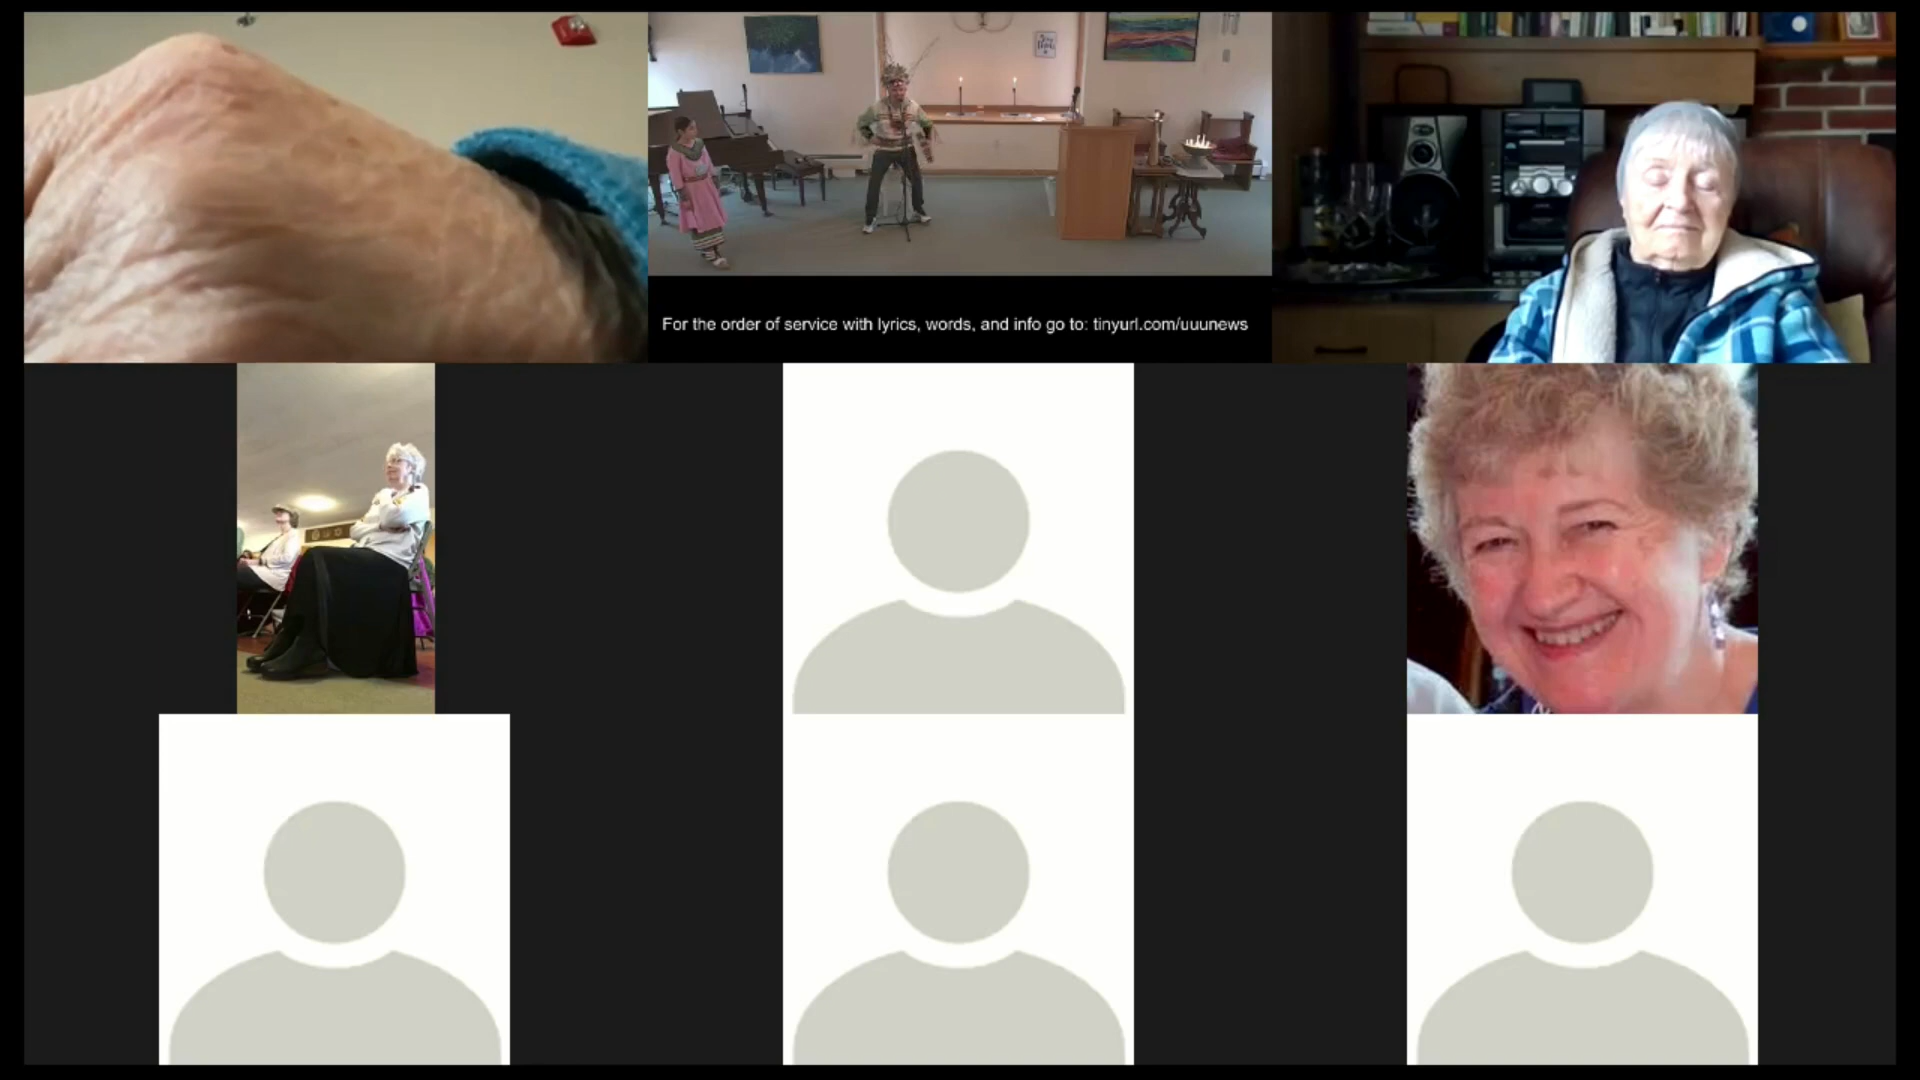 For the order of service with lyrics, words, and info go to: tinyurl.com/uuunews